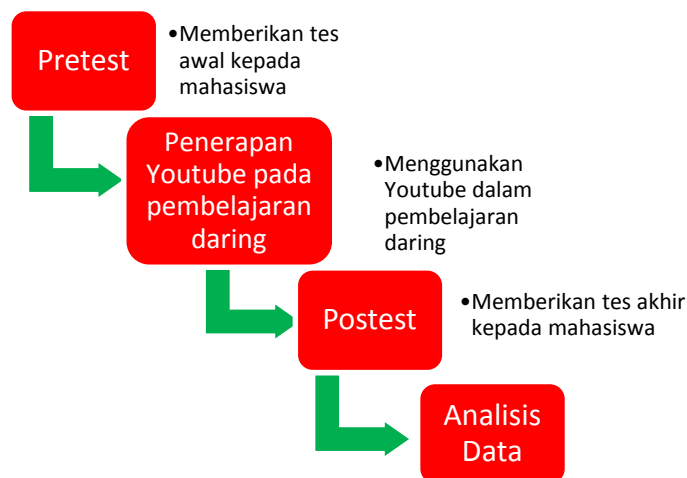 Pretest
•Memberikan tes
awal kepada
mahasiswa
Penerapan
Youtube pada
pembelajaran
daring
•Menggunakan
Youtube dalam
pembelajaran
daring
Postest
•Memberikan tes akhir
kepada mahasiswa
Analisis
Data